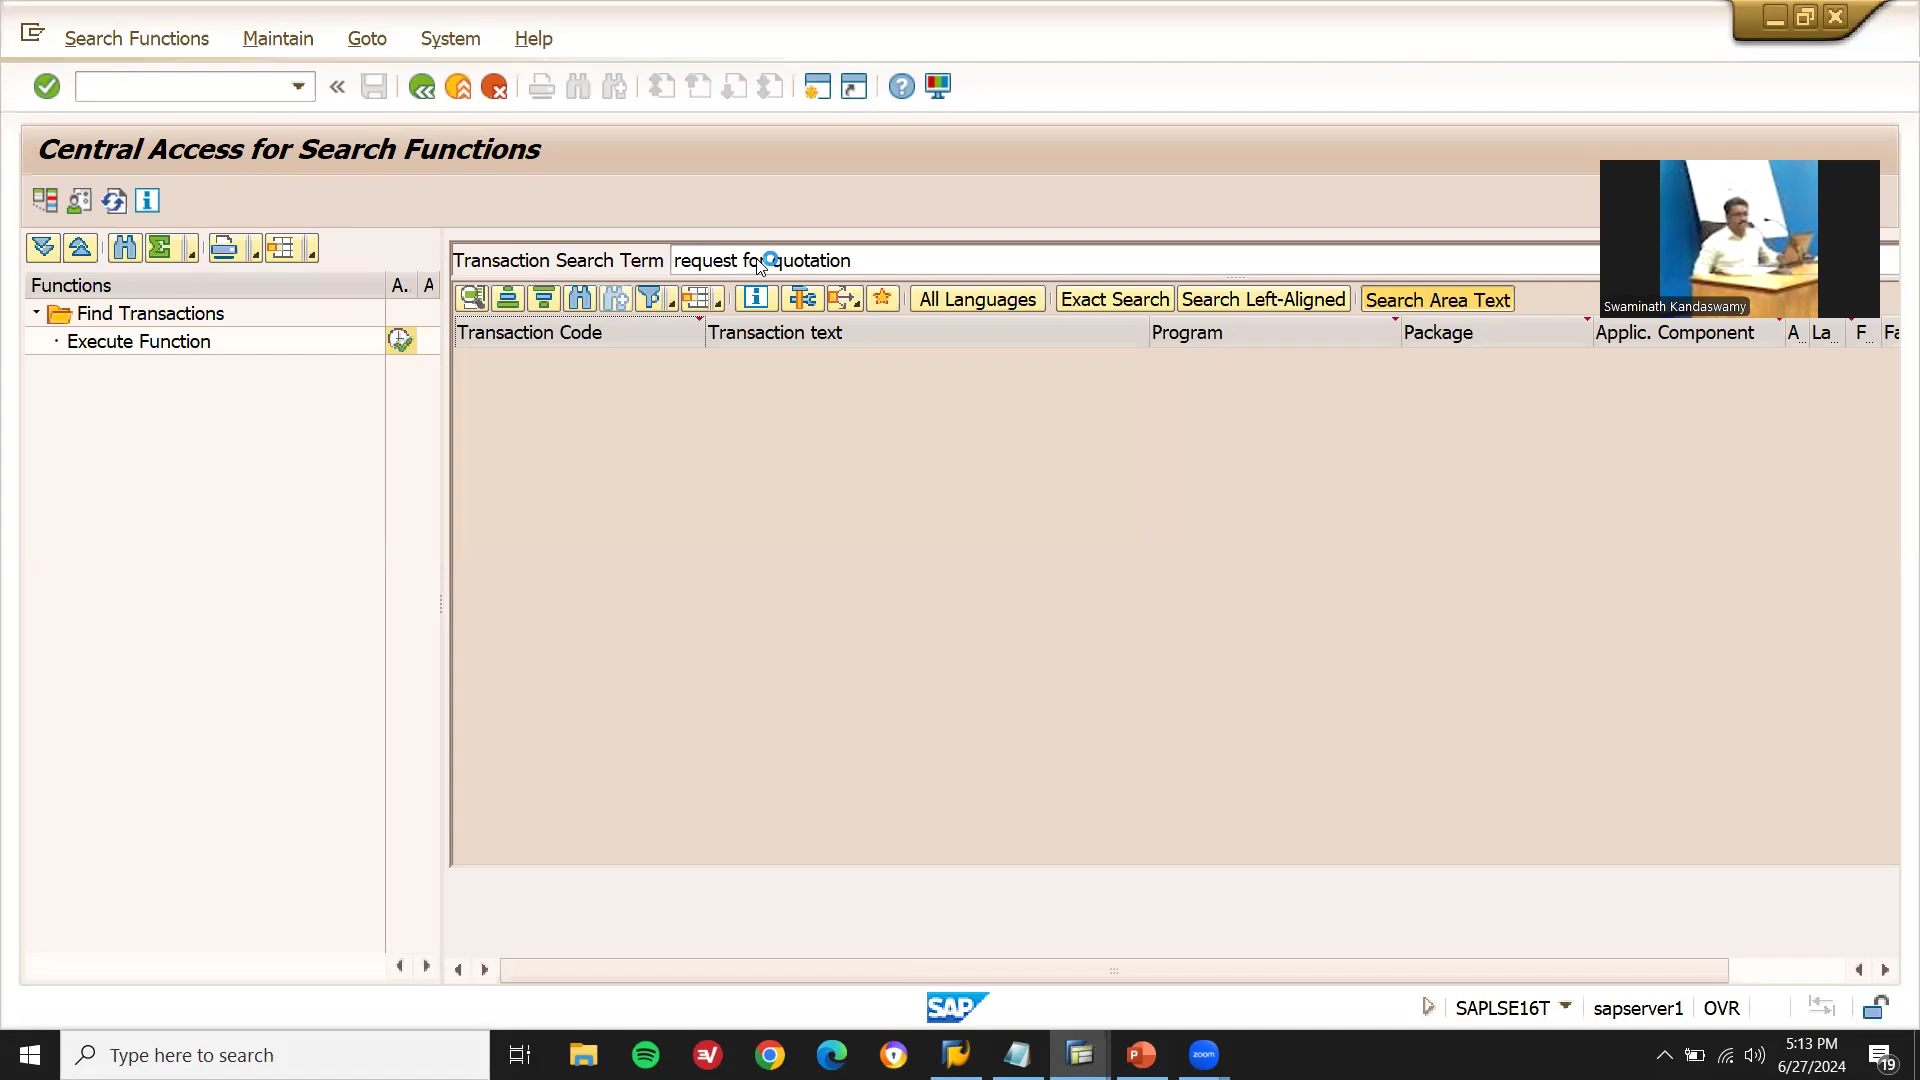 Search Functions Maintain Goto System Help
Central Access for Search Functions
Swaminath Kandaswamy
Transaction Search Term request for quotation
All Languages Exact Search Search Left-Aligned Search Area Text
Functions A.. A
Transaction Code Transaction text Program Package Applic. Component A... La... F... Fa
Find Transactions
Execute Function
SAP
SAPLSE16T sapserver1 OVR
Type here to search
zoom
5:13 PM
6/27/2024
19